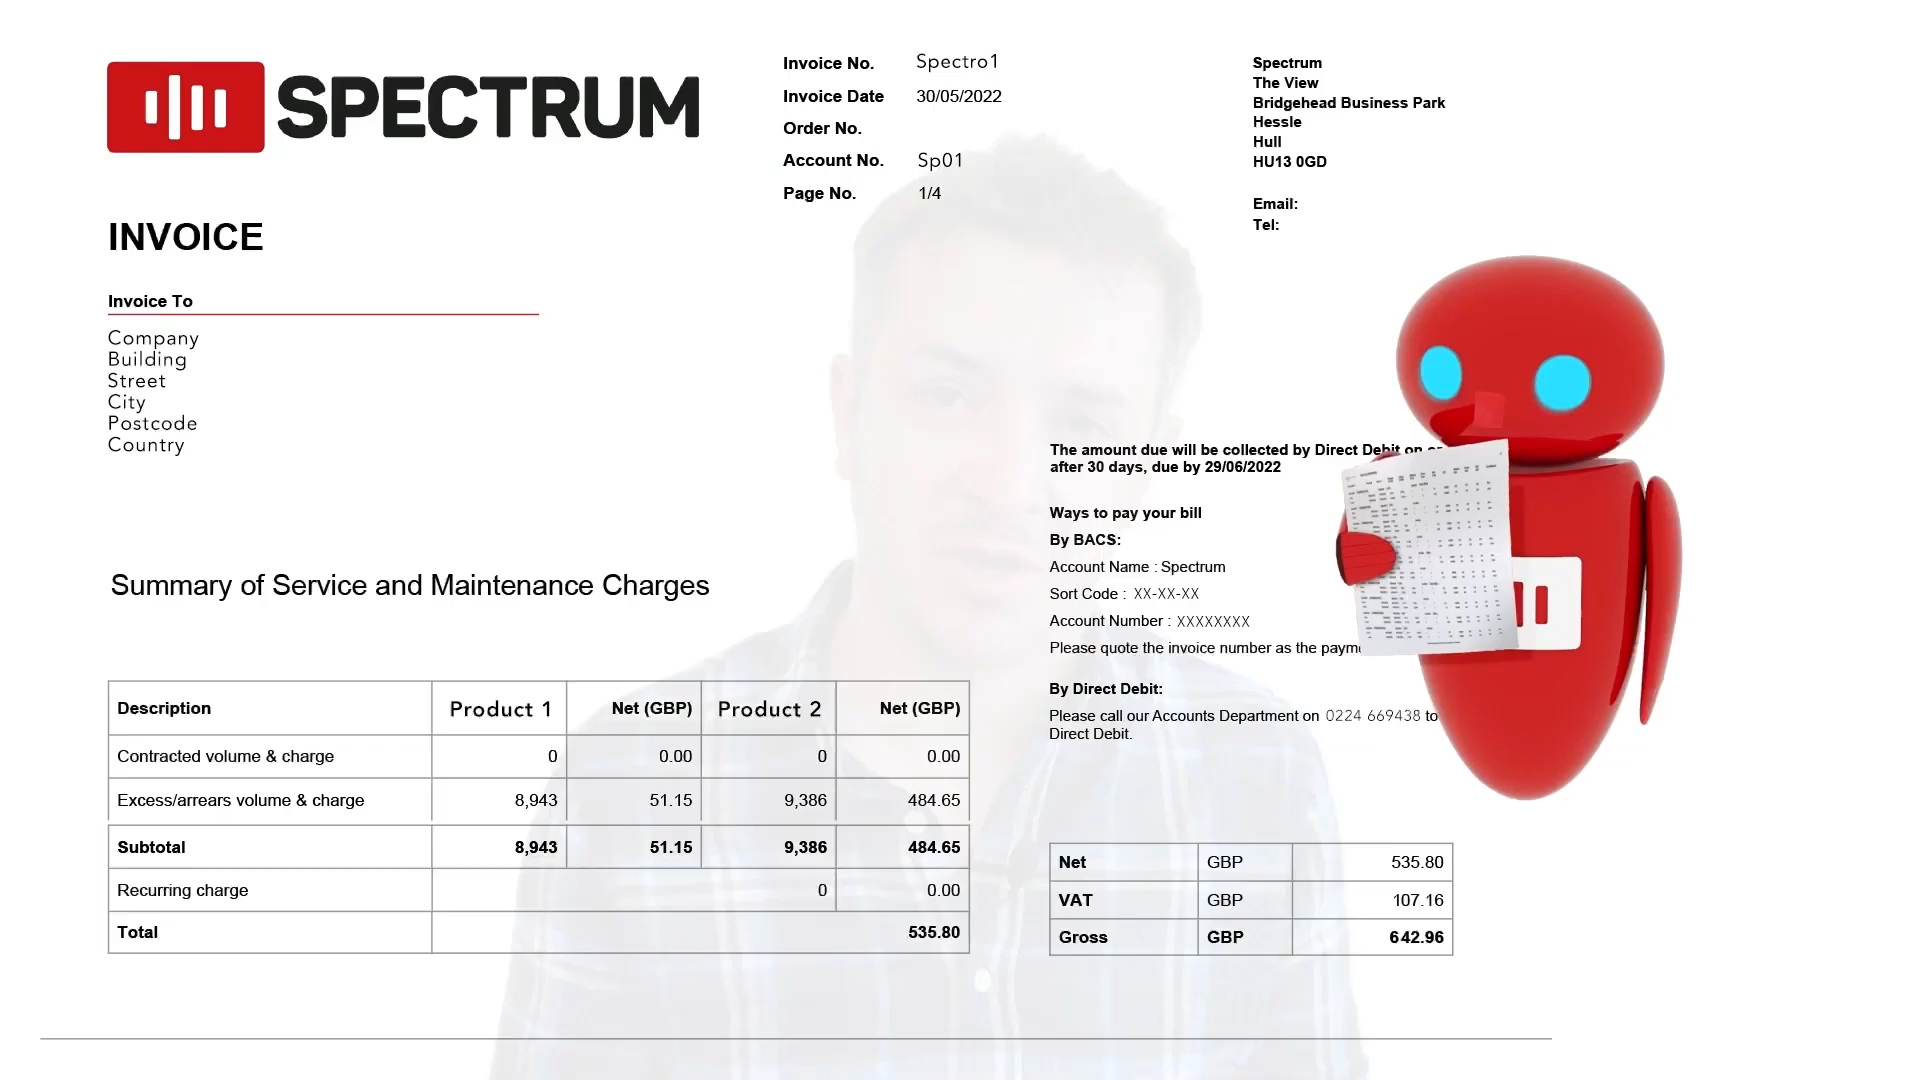 SPECTRUM
Invoice No. Spectro1
Invoice Date 30/05/2022
Order No.
Account No. Sp01
Page No. 1/4
Spectrum
The View
Bridgehead Business Park
Hessle
Hull
HU13 0GD
Email:
Tel:
INVOICE
Invoice To
Company
Building
Street
City
Postcode
Country
The amount due will be collected by Direct Debit on
after 30 days, due by 29/06/2022
Ways to pay your bill
By BACS:
Account Name : Spectrum
Sort Code : XX-XX-XX
Account Number : XXXXXXXX
Please quote the invoice number as the
By Direct Debit:
Please call our Accounts Department on 0224 669438 to
Direct Debit.
Summary of Service and Maintenance Charges
Description Product 1 Net (GBP) Product 2 Net (GBP)
Contracted volume & charge 0 0.00 0 0.00
Excess/arrears volume & charge 8,943 51.15 9,386 484.65
Subtotal 8,943 51.15 9,386 484.65
Recurring charge 0 0.00
Total 535.80
Net GBP 535.80
VAT GBP 107.16
Gross GBP 642.96